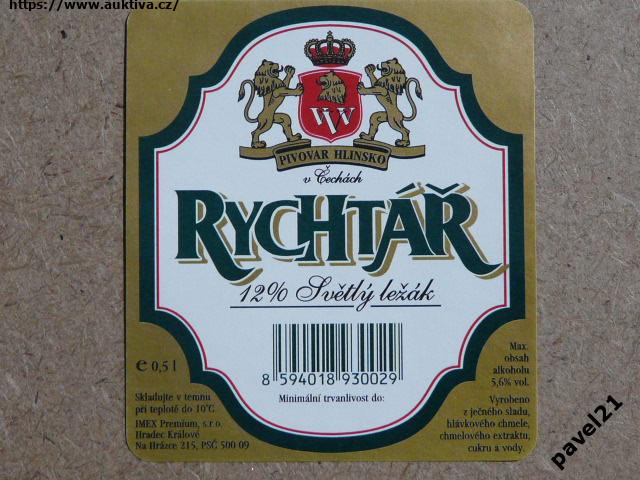 https://www.auktiva.cz/
VVV
PIVOVAR HLINSKO
v Čechách
RYCHTÁŘ
12% Světlý ležák
e 0,5 l
8 594018 930029
Minimální trvanlivost do:
Max.
obsah
alkoholu
5,6% vol.
Skladujte v temnu
při teplotě do 10°C
IMEX Premium, s.r.o.
Hradec Králové
Na Hrázce 215, PSČ 500 09
Vyrobeno
z ječného sladu,
hlávkového chmele,
chmelového extraktu,
cukru a vody.
pavel21